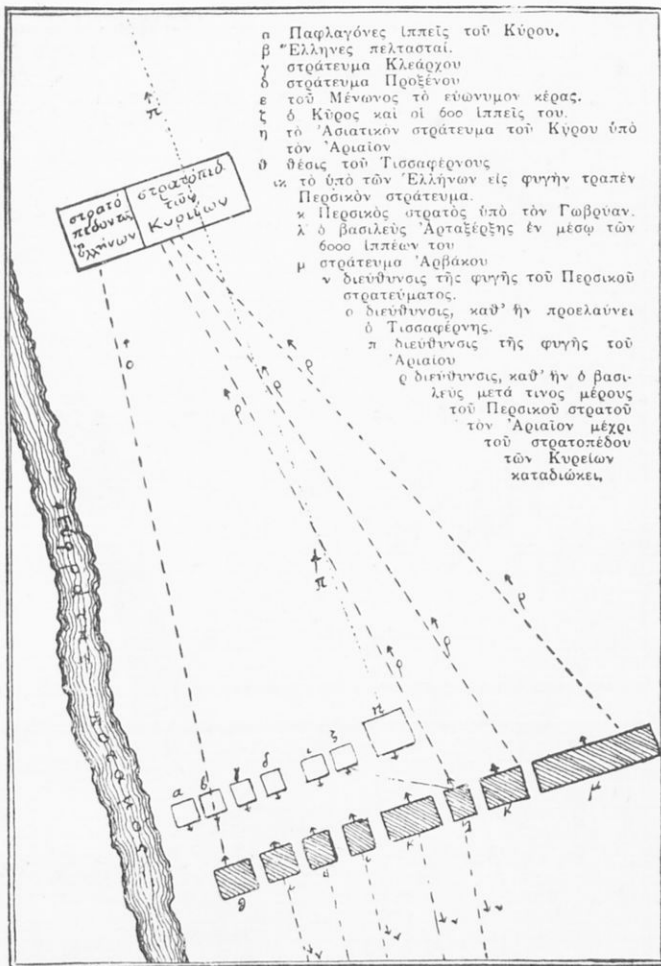 α Παφλαγόνες ἱππεῖς τοῦ Κύρου.
β Ἕλληνες πελτασταί.
γ στράτευμα Κλεάρχου
δ στράτευμα Προξένου
ε τοῦ Μένωνος τὸ εὐώνυμον κέρας.
ζ ὁ Κῦρος καὶ οἱ 600 ἱππεῖς του.
η τὸ Ἀσιατικὸν στράτευμα τοῦ Κύρου ὑπὸ
τὸν Ἀριαῖον
θ θέσις τοῦ Τισσαφέρνους
ικ τὸ ὑπὸ τῶν Ἑλλήνων εἰς φυγὴν τραπὲν
Περσικὸν στράτευμα.
κ Περσικὸς στρατὸς ὑπὸ τὸν Γωβρύαν.
λ ὁ βασιλεὺς Ἀρταξέρξης ἐν μέσῳ τῶν
6000 ἱππέων του
μ στράτευμα Ἀρβάκου
ν διεύθυνσις τῆς φυγῆς τοῦ Περσικοῦ
στρατεύματος.
ο διεύθυνσις, καθ' ἣν προελαύνει
ὁ Τισσαφέρνης.
π διεύθυνσις τῆς φυγῆς τοῦ
Ἀριαίου
ρ διεύθυνσις, καθ' ἣν ὁ βασι-
λεὺς μετά τινος μέρους
τοῦ Περσικοῦ στρατοῦ
τὸν Ἀριαῖον μέχρι
τοῦ στρατοπέδου
τῶν Κυρείων
καταδιώκει.
π
στρατό
πεδον τῶν
Ἑλλήνων
στρατόπεδ
τῶν
Κυρείων
ο
ρ
ρ
ρ
π
ρ
ρ
ρ
Εὐφράτης
ποταμός
α
β
γ
δ
ζ
η
θ
κ
κ
μ
ν
ν
ν
ν